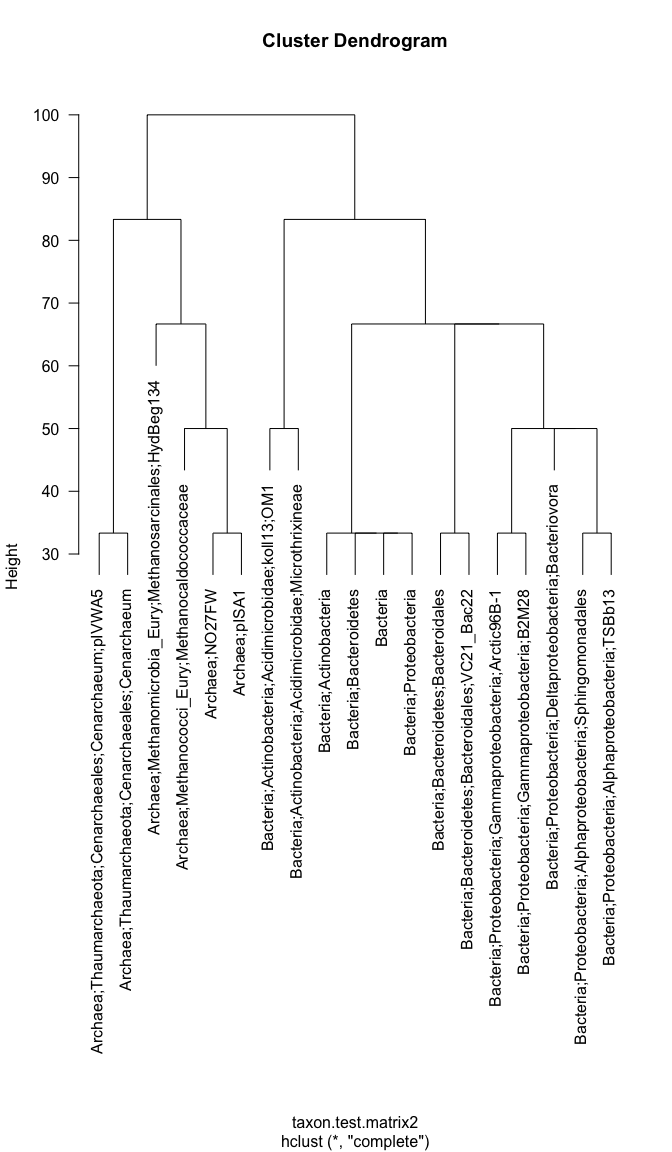 Cluster Dendrogram
100
90
80
70
60
50
40
30
Height
Archaea;Thaumarchaeota;Cenarchaeales;Cenarchaeum;pIVWA5
Archaea;Thaumarchaeota;Cenarchaeales;Cenarchaeum
Archaea;Methanomicrobia_Eury;Methanosarcinales;HydBeg134
Archaea;Methanococci_Eury;Methanocaldococcaceae
Archaea;NO27FW
Archaea;pISA1
Bacteria;Actinobacteria;Acidimicrobidae;koll13;OM1
Bacteria;Actinobacteria;Acidimicrobidae;Microthrixineae
Bacteria;Actinobacteria
Bacteria;Bacteroidetes
Bacteria
Bacteria;Proteobacteria
Bacteria;Bacteroidetes;Bacteroidales
Bacteria;Bacteroidetes;Bacteroidales;VC21_Bac22
Bacteria;Proteobacteria;Gammaproteobacteria;Arctic96B-1
Bacteria;Proteobacteria;Gammaproteobacteria;B2M28
Bacteria;Proteobacteria;Deltaproteobacteria;Bacteriovora
Bacteria;Proteobacteria;Alphaproteobacteria;Sphingomonadales
Bacteria;Proteobacteria;Alphaproteobacteria;TSBb13
taxon.test.matrix2
hclust (*, "complete")